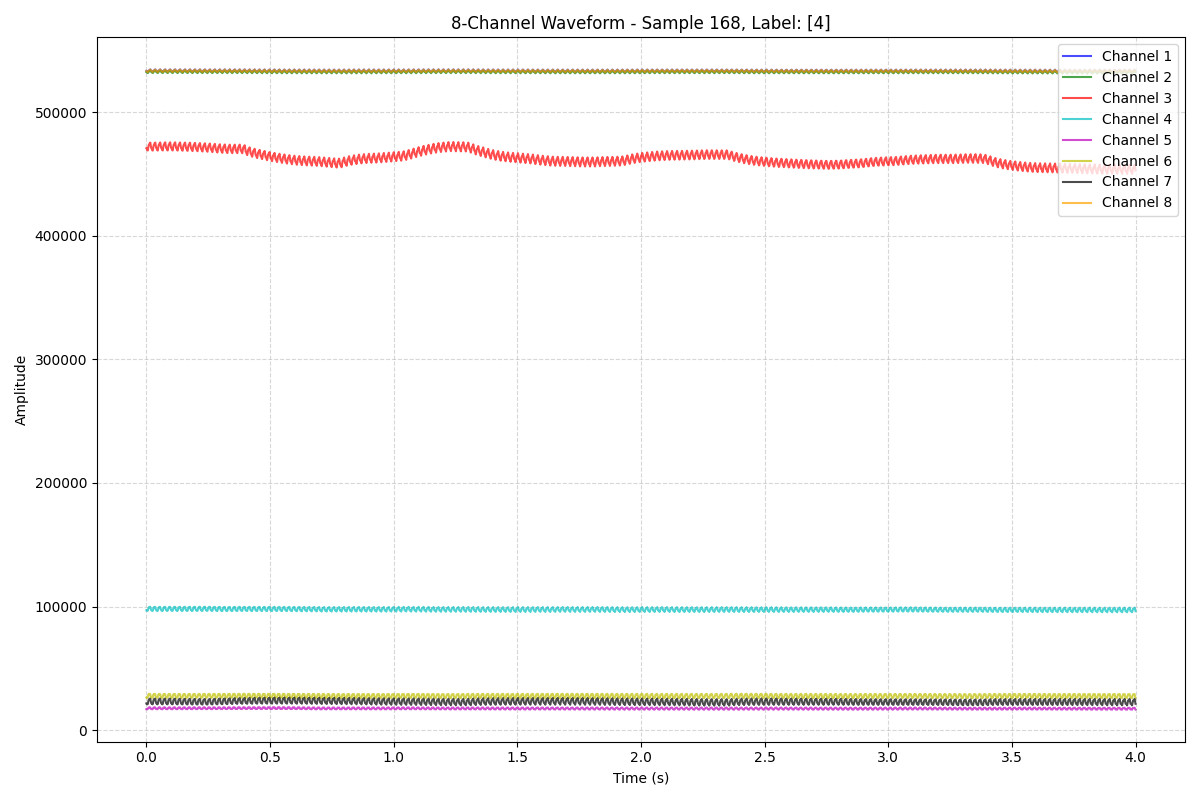 8-Channel Waveform - Sample 168, Label: [4]
Channel 1
Channel 2
Channel 3
Channel 4
Channel 5
Channel 6
Channel 7
Channel 8
Amplitude
500000
400000
300000
200000
100000
0
0.0 0.5 1.0 1.5 2.0 2.5 3.0 3.5 4.0
Time (s)